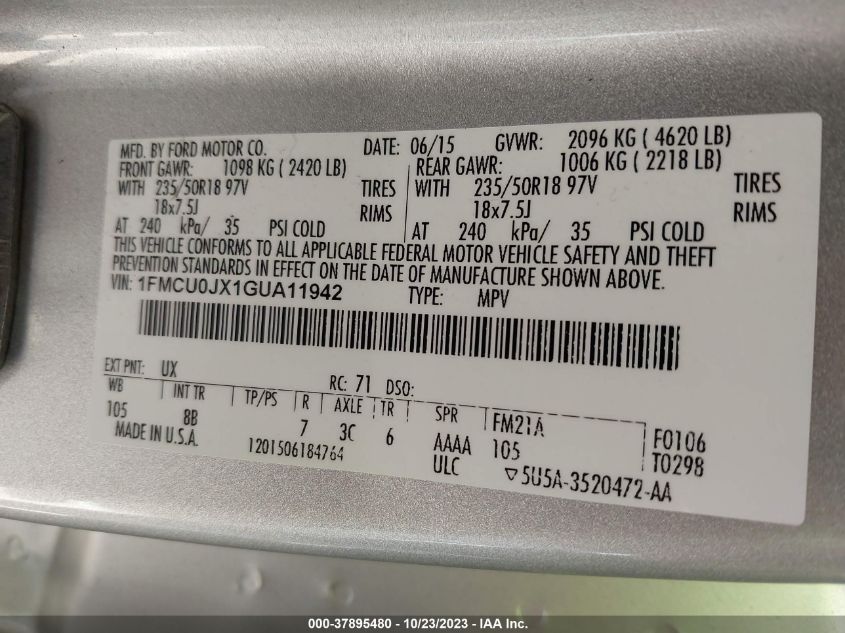 MFD. BY FORD MOTOR CO. DATE: 06/15 GVWR: 2096 KG ( 4620 LB)
FRONT GAWR: 1098 KG ( 2420 LB) REAR GAWR: 1006 KG ( 2218 LB)
WITH 235/50R18 97V TIRES WITH 235/50R18 97V TIRES
18x7.5J RIMS 18x7.5J RIMS
AT 240 kPa/ 35 PSI COLD AT 240 kPa/ 35 PSI COLD
THIS VEHICLE CONFORMS TO ALL APPLICABLE FEDERAL MOTOR VEHICLE SAFETY AND THEFT
PREVENTION STANDARDS IN EFFECT ON THE DATE OF MANUFACTURE SHOWN ABOVE.
VIN: 1FMCU0JX1GUA11942 TYPE: MPV
EXT PNT: UX RC: 71 DSO:
WB INT TR TP/PS R AXLE TR SPR FM21A F0106
105 8B 7 3C 6 AAAA 105 T0298
MADE IN U.S.A. 1201506184764 ULC ▽5U5A-3520472-AA
000-37895480 - 10/23/2023 - IAA Inc.